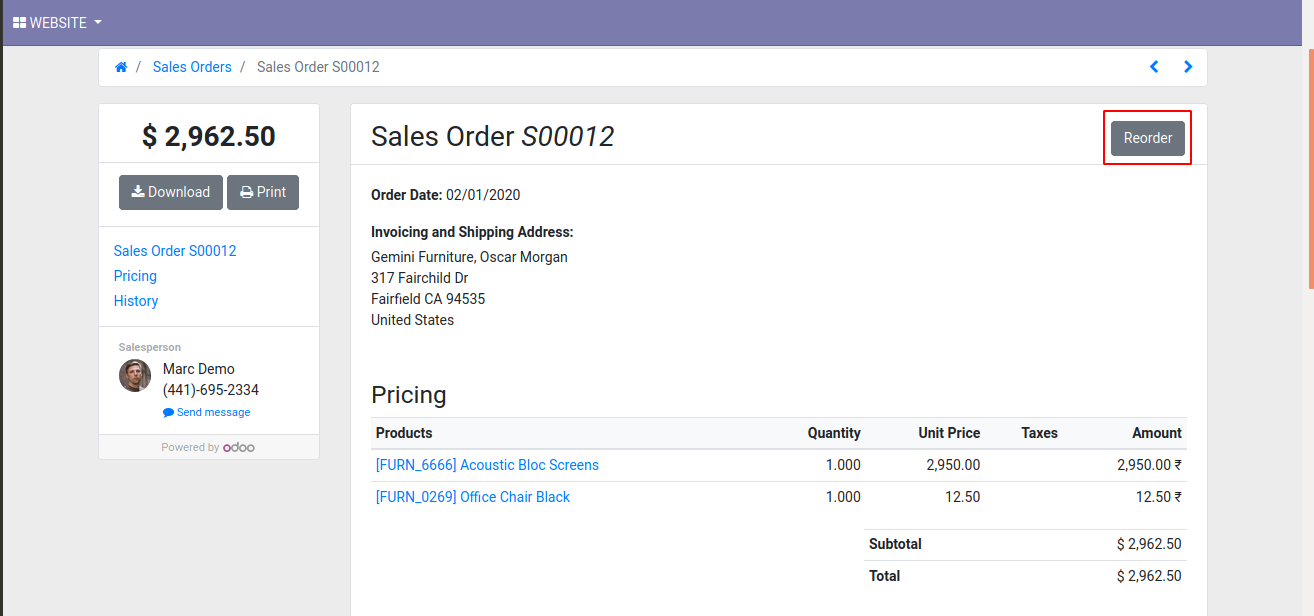 WEBSITE
/ Sales Orders / Sales Order S00012
$ 2,962.50
Download Print
Sales Order S00012
Pricing
History
Salesperson
Marc Demo
(441)-695-2334
Send message
Powered by odoo
Sales Order S00012
Reorder
Order Date: 02/01/2020
Invoicing and Shipping Address:
Gemini Furniture, Oscar Morgan
317 Fairchild Dr
Fairfield CA 94535
United States
Pricing
Products Quantity Unit Price Taxes Amount
[FURN_6666] Acoustic Bloc Screens 1.000 2,950.00 2,950.00 ₹
[FURN_0269] Office Chair Black 1.000 12.50 12.50 ₹
Subtotal $ 2,962.50
Total $ 2,962.50